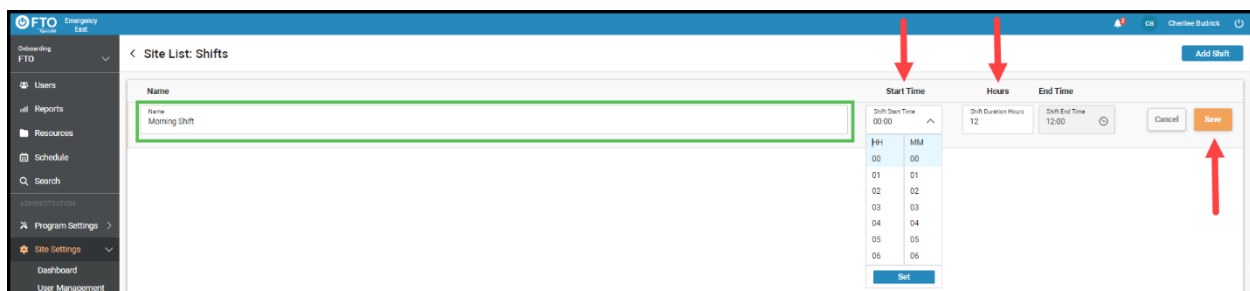 FTO Emergency
East
by Vector
2
CB Cherilee Budrick
Onboarding
FTO
< Site List: Shifts
Add Shift
Users
Reports
Resources
Schedule
Search
ADMINISTRATION
Program Settings
Site Settings
Dashboard
User Management
Name Start Time Hours End Time
Name
Morning Shift
Shift Start Time
00:00
Shift Duration Hours
12
Shift End Time
12:00
Cancel
Save
HH MM
00 00
01 01
02 02
03 03
04 04
05 05
06 06
Set